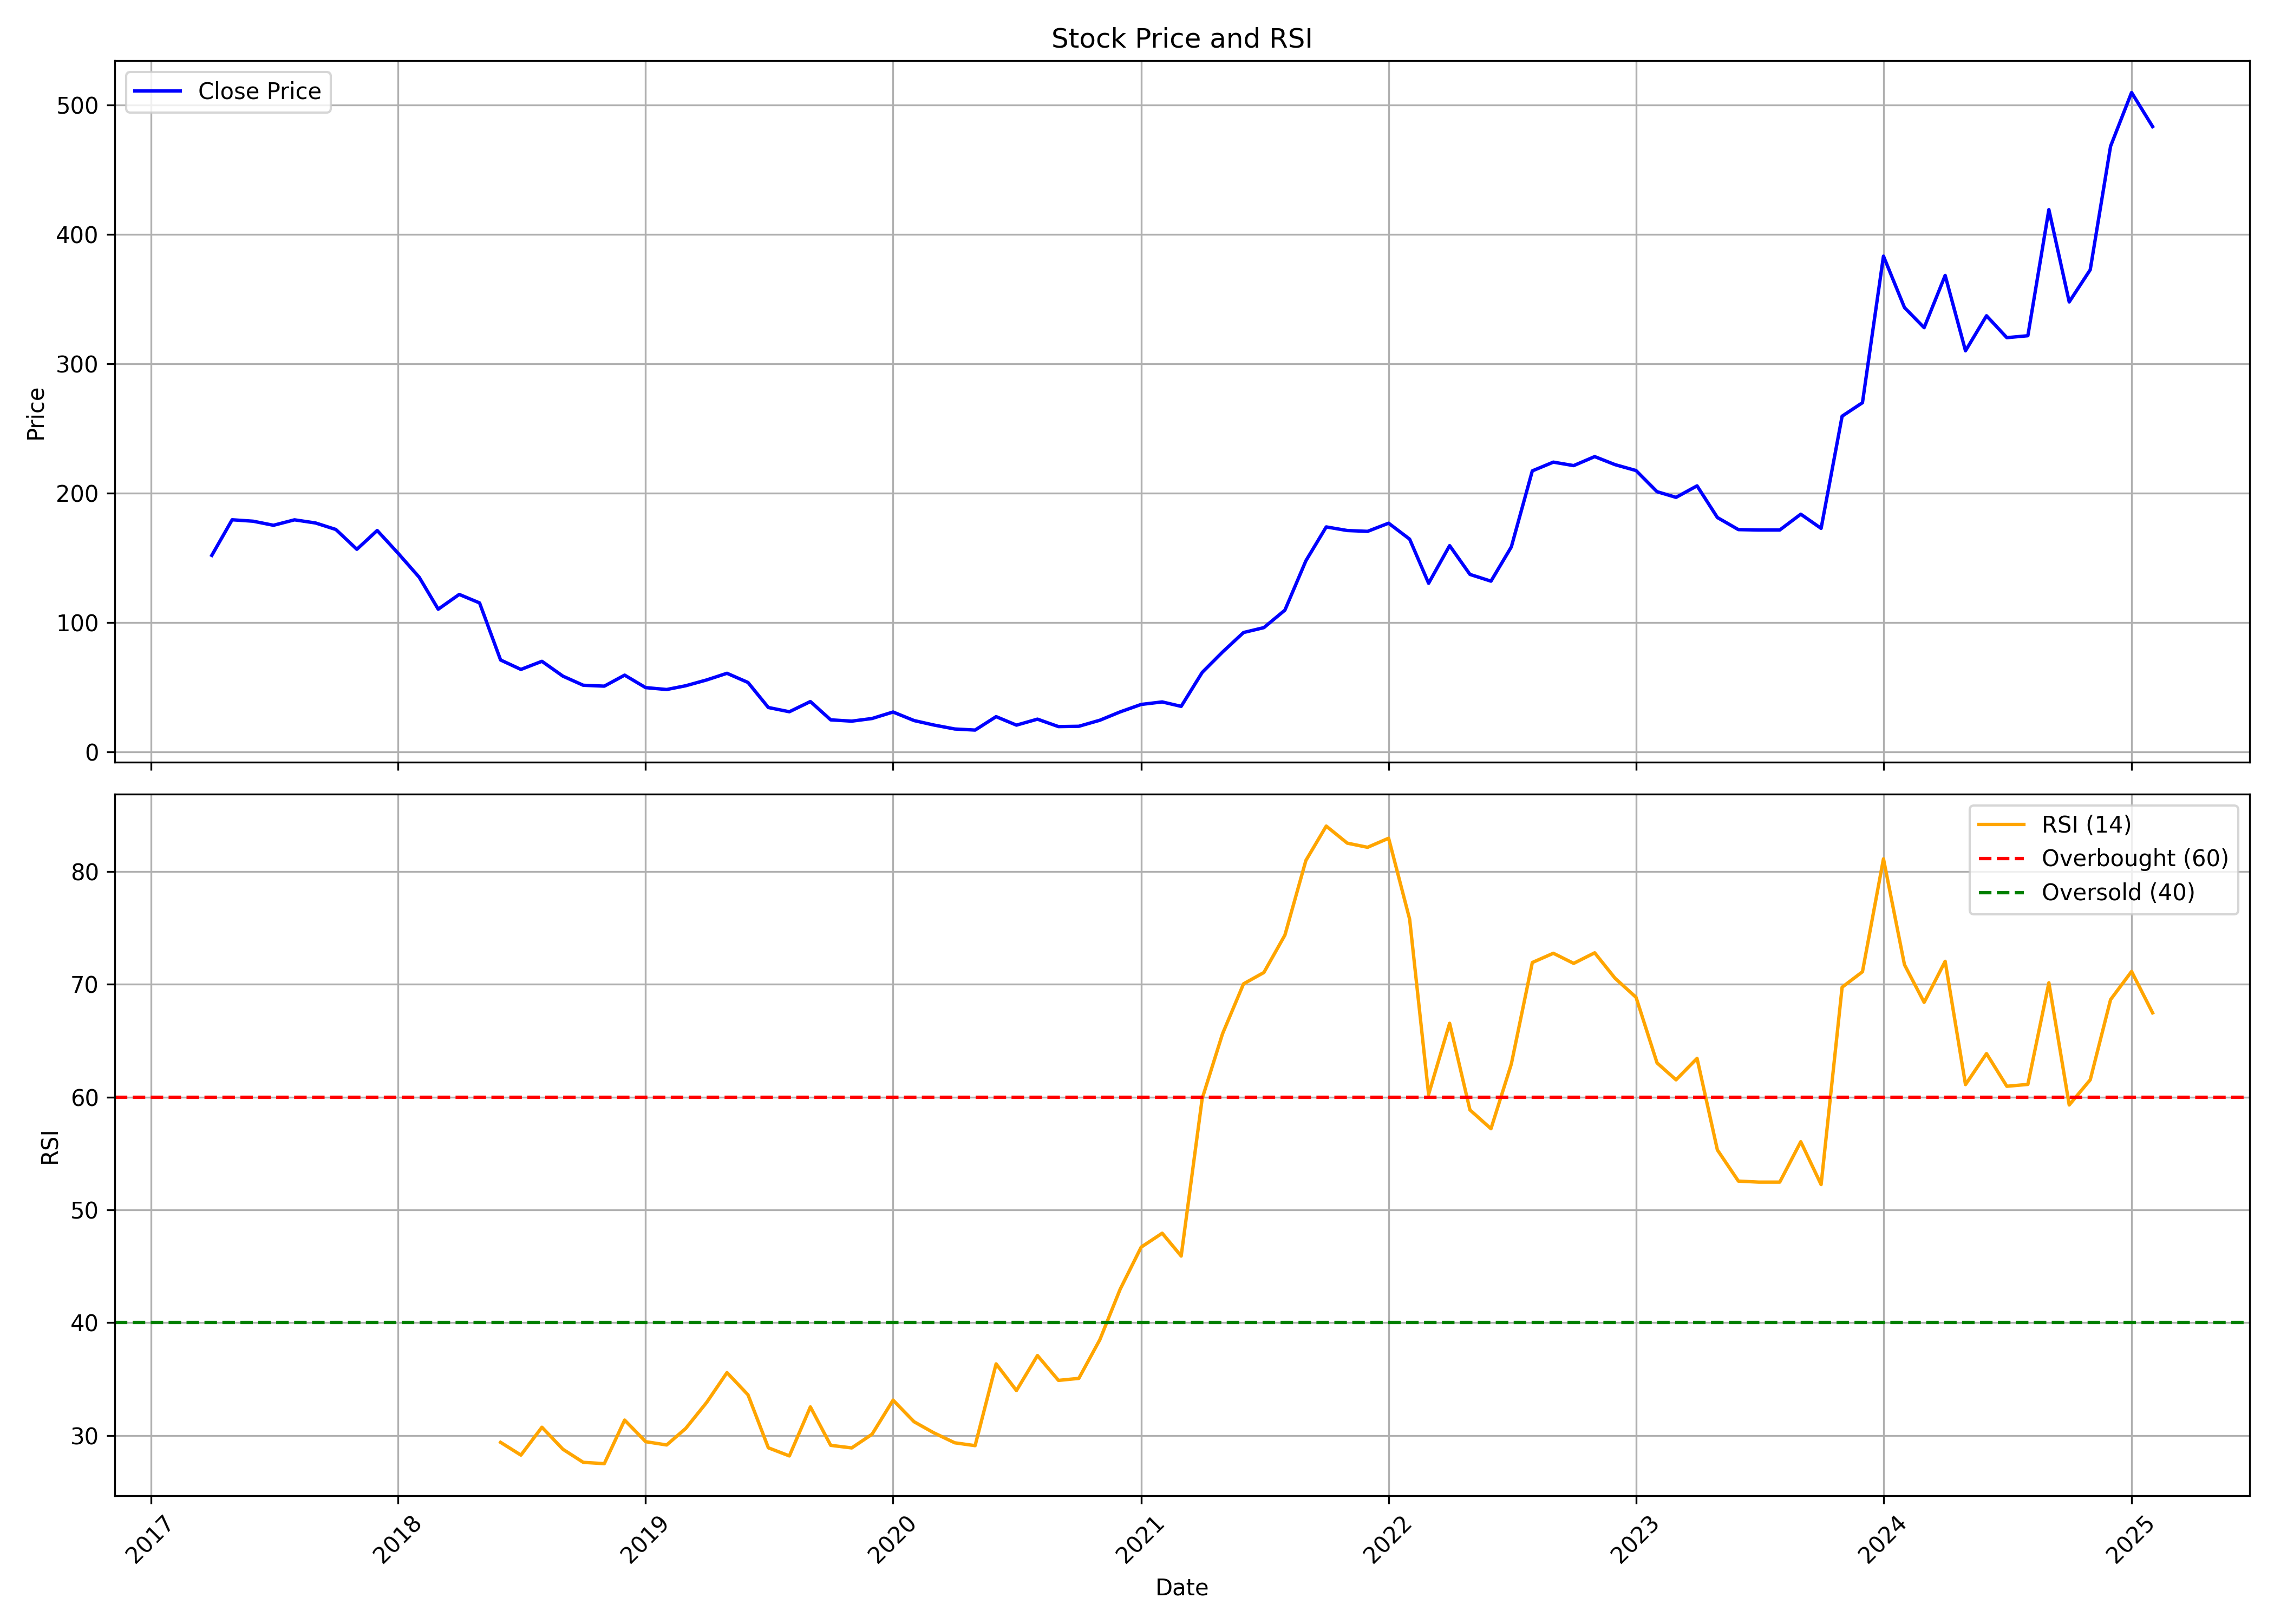 Stock Price and RSI
Close Price
500
400
300
200
100
0
Price
RSI (14)
Overbought (60)
Oversold (40)
80
70
60
50
40
30
RSI
2017
2018
2019
2020
2021
2022
2023
2024
2025
Date